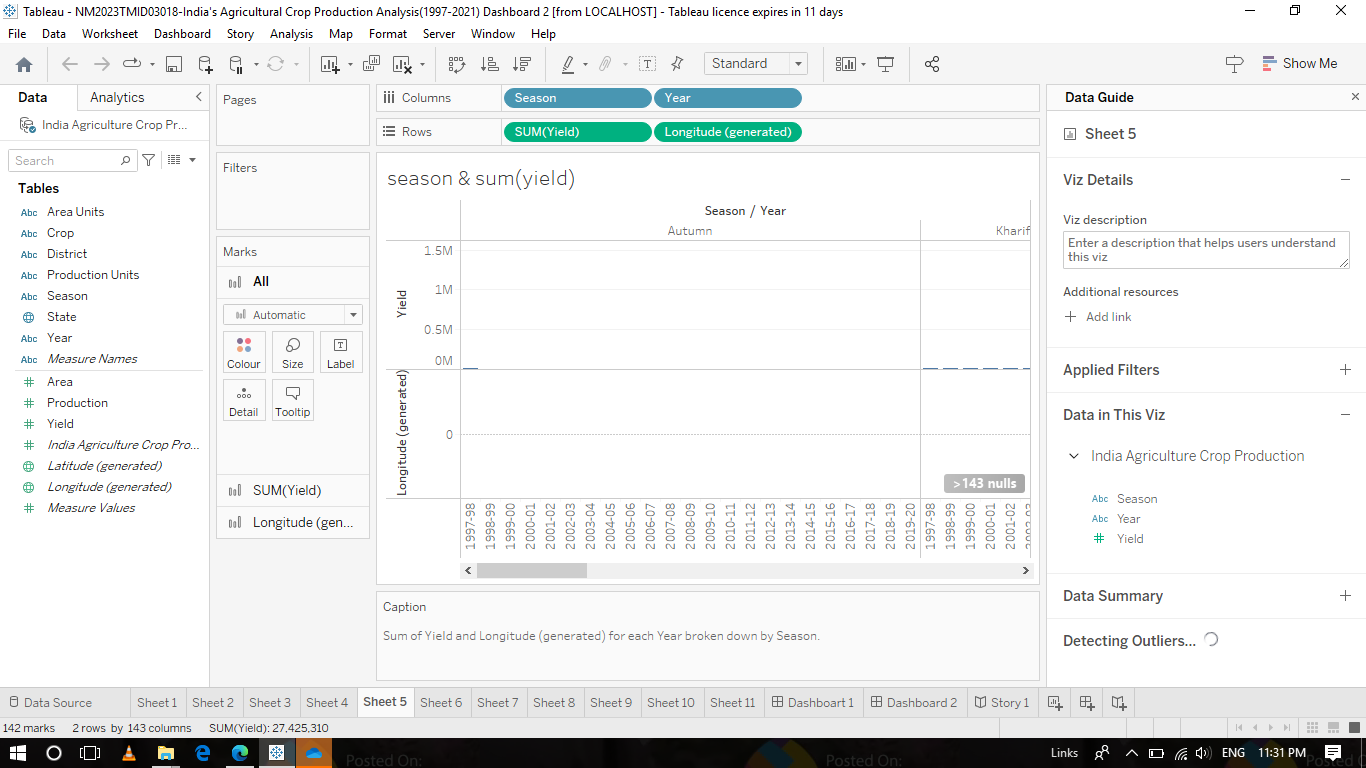 Tableau - NM2023TMID03018-India's Agricultural Crop Production Analysis(1997-2021) Dashboard 2 [from LOCALHOST] - Tableau licence expires in 11 days
File Data Worksheet Dashboard Story Analysis Map Format Server Window Help
Standard
Show Me
Data Analytics
India Agriculture Crop Pr...
Search
Tables
Abc Area Units
Abc Crop
Abc District
Abc Production Units
Abc Season
State
Abc Year
Abc Measure Names
Area
Production
Yield
India Agriculture Crop Pro...
Latitude (generated)
Longitude (generated)
Measure Values
Pages
Filters
Marks
All
Automatic
Colour Size Label
Detail Tooltip
SUM(Yield)
Longitude (gen...
Columns Season Year
Rows SUM(Yield) Longitude (generated)
season & sum(yield)
Season / Year
Autumn Kharif
Yield
1.5M
1M
0.5M
0M
Longitude (generated)
0
>143 nulls
1997-98
1998-99
1999-00
2000-01
2001-02
2002-03
2003-04
2004-05
2005-06
2006-07
2007-08
2008-09
2009-10
2010-11
2011-12
2012-13
2013-14
2014-15
2015-16
2016-17
2017-18
2018-19
2019-20
1997-98
1998-99
1999-00
2000-01
2001-02
Caption
Sum of Yield and Longitude (generated) for each Year broken down by Season.
Data Guide
Sheet 5
Viz Details
Viz description
Enter a description that helps users understand
this viz
Additional resources
Add link
Applied Filters
Data in This Viz
India Agriculture Crop Production
Abc Season
Abc Year
Yield
Data Summary
Detecting Outliers...
Data Source Sheet 1 Sheet 2 Sheet 3 Sheet 4 Sheet 5 Sheet 6 Sheet 7 Sheet 8 Sheet 9 Sheet 10 Sheet 11 Dashboart 1 Dashboard 2 Story 1
142 marks 2 rows by 143 columns SUM(Yield): 27,425,310
Links ENG 11:31 PM
Posted On: Posted On: